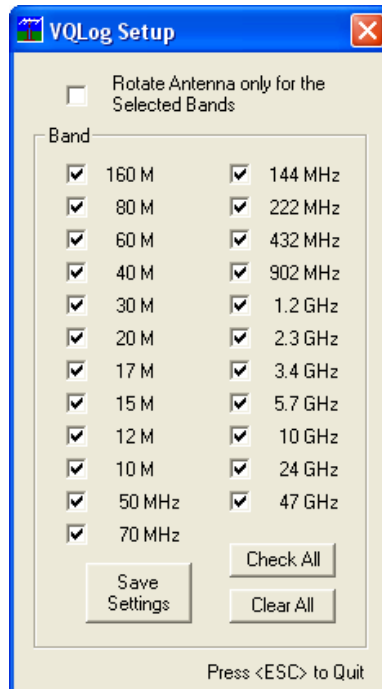 VQLog Setup
Rotate Antenna only for the
Selected Bands
Band
160 M
80 M
60 M
40 M
30 M
20 M
17 M
15 M
12 M
10 M
50 MHz
70 MHz
144 MHz
222 MHz
432 MHz
902 MHz
1.2 GHz
2.3 GHz
3.4 GHz
5.7 GHz
10 GHz
24 GHz
47 GHz
Save
Settings
Check All
Clear All
Press <ESC> to Quit